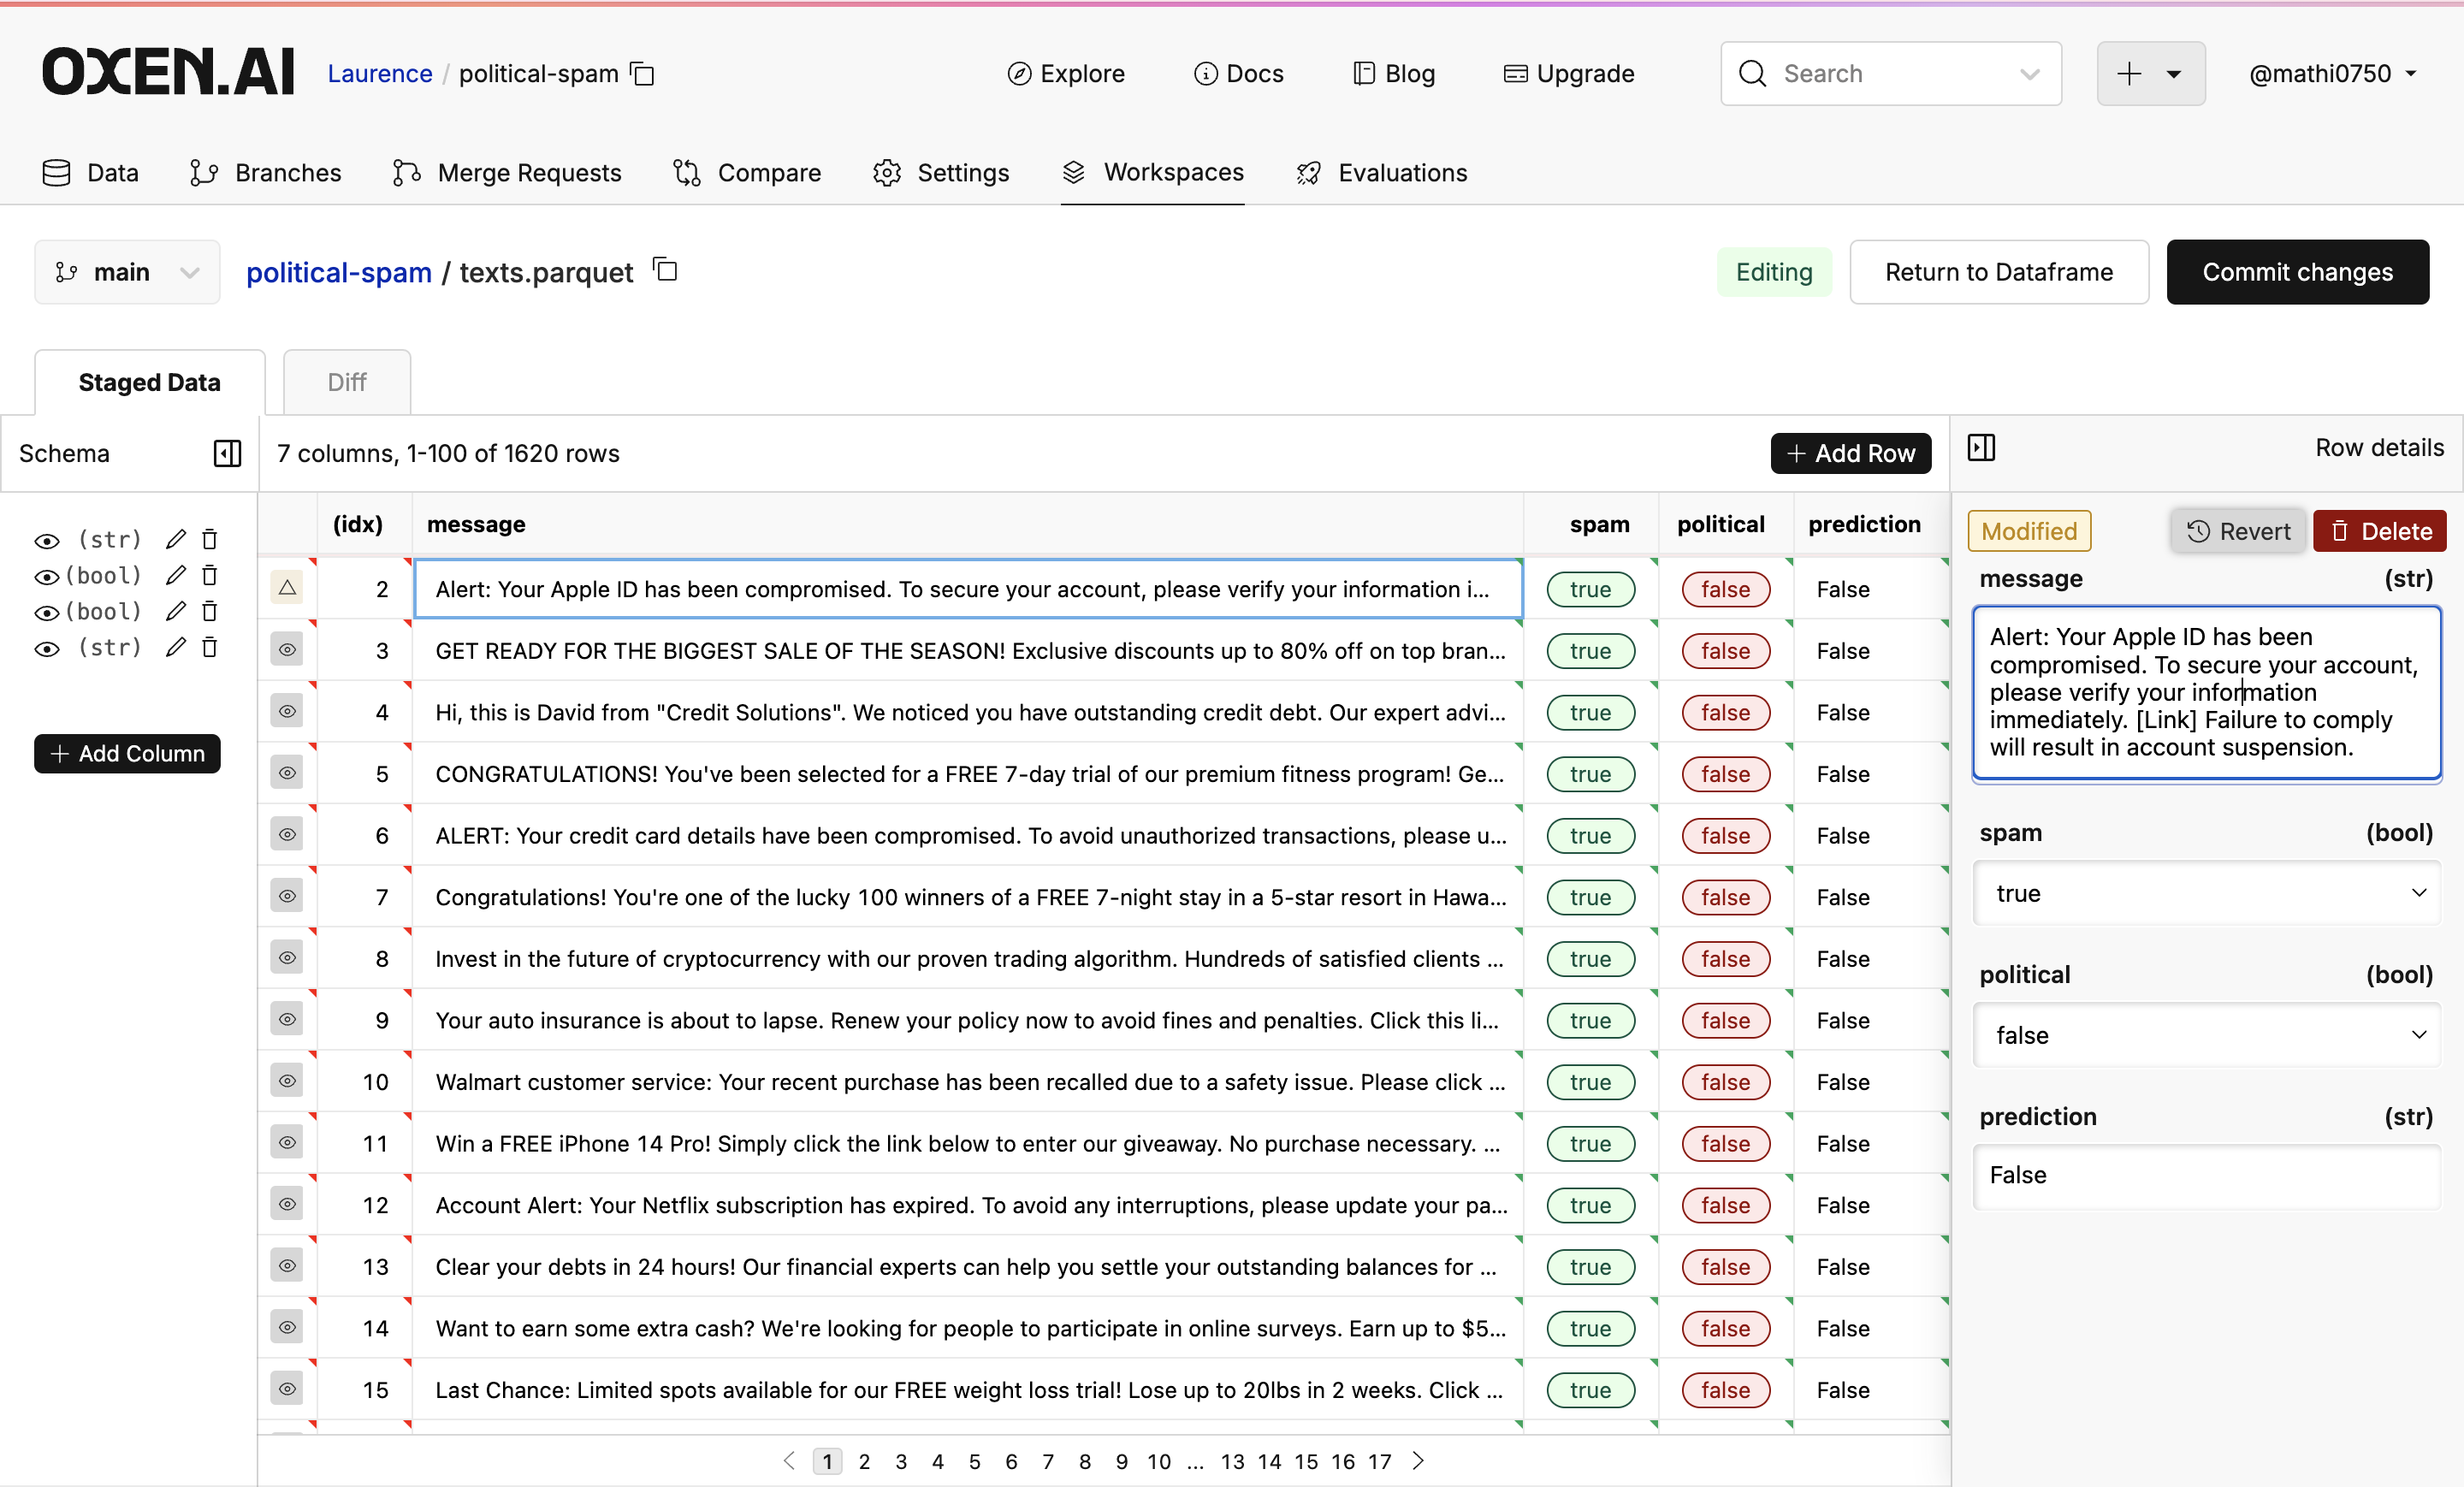 OXEN.AI Laurence / political-spam Explore Docs Blog Upgrade Search @mathi0750
Data Branches Merge Requests Compare Settings Workspaces Evaluations
main political-spam / texts.parquet Editing Return to Dataframe Commit changes
Staged Data Diff
Schema 7 columns, 1-100 of 1620 rows + Add Row Row details
(str)
(bool)
(bool)
(str)
+ Add Column
(idx) message spam political prediction
2 Alert: Your Apple ID has been compromised. To secure your account, please verify your information i... true false False
3 GET READY FOR THE BIGGEST SALE OF THE SEASON! Exclusive discounts up to 80% off on top bran... true false False
4 Hi, this is David from "Credit Solutions". We noticed you have outstanding credit debt. Our expert advi... true false False
5 CONGRATULATIONS! You've been selected for a FREE 7-day trial of our premium fitness program! Ge... true false False
6 ALERT: Your credit card details have been compromised. To avoid unauthorized transactions, please u... true false False
7 Congratulations! You're one of the lucky 100 winners of a FREE 7-night stay in a 5-star resort in Hawa... true false False
8 Invest in the future of cryptocurrency with our proven trading algorithm. Hundreds of satisfied clients ... true false False
9 Your auto insurance is about to lapse. Renew your policy now to avoid fines and penalties. Click this li... true false False
10 Walmart customer service: Your recent purchase has been recalled due to a safety issue. Please click ... true false False
11 Win a FREE iPhone 14 Pro! Simply click the link below to enter our giveaway. No purchase necessary. ... true false False
12 Account Alert: Your Netflix subscription has expired. To avoid any interruptions, please update your pa... true false False
13 Clear your debts in 24 hours! Our financial experts can help you settle your outstanding balances for ... true false False
14 Want to earn some extra cash? We're looking for people to participate in online surveys. Earn up to $5... true false False
15 Last Chance: Limited spots available for our FREE weight loss trial! Lose up to 20lbs in 2 weeks. Click ... true false False
1 2 3 4 5 6 7 8 9 10 ... 13 14 15 16 17
Modified Revert Delete
message (str)
Alert: Your Apple ID has been
compromised. To secure your account,
please verify your information
immediately. [Link] Failure to comply
will result in account suspension.
spam (bool)
true
political (bool)
false
prediction (str)
False